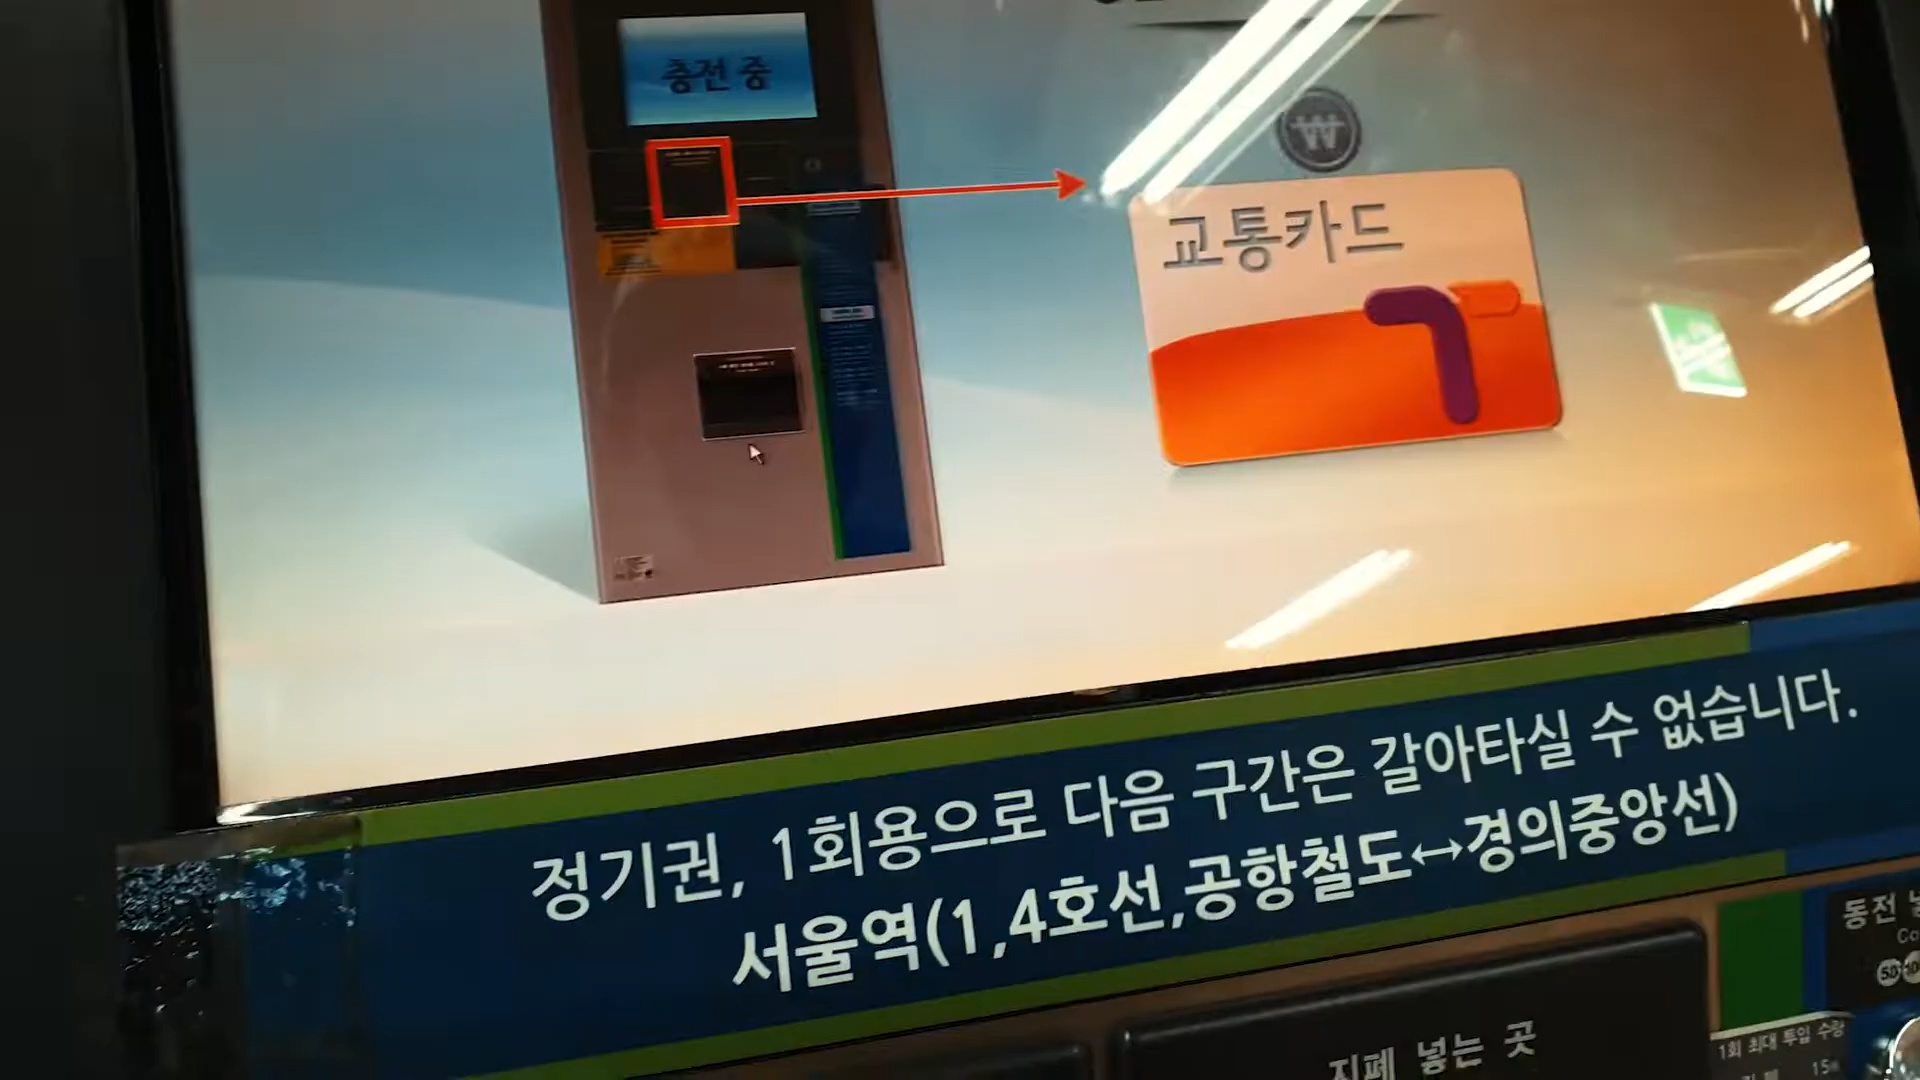 충전 중
교통카드
정기권, 1회용으로 다음 구간은 갈아타실 수 없습니다.
서울역(1,4호선,공항철도↔경의중앙선)
동전
지폐 넣는 곳
1회 최대 투입 수량